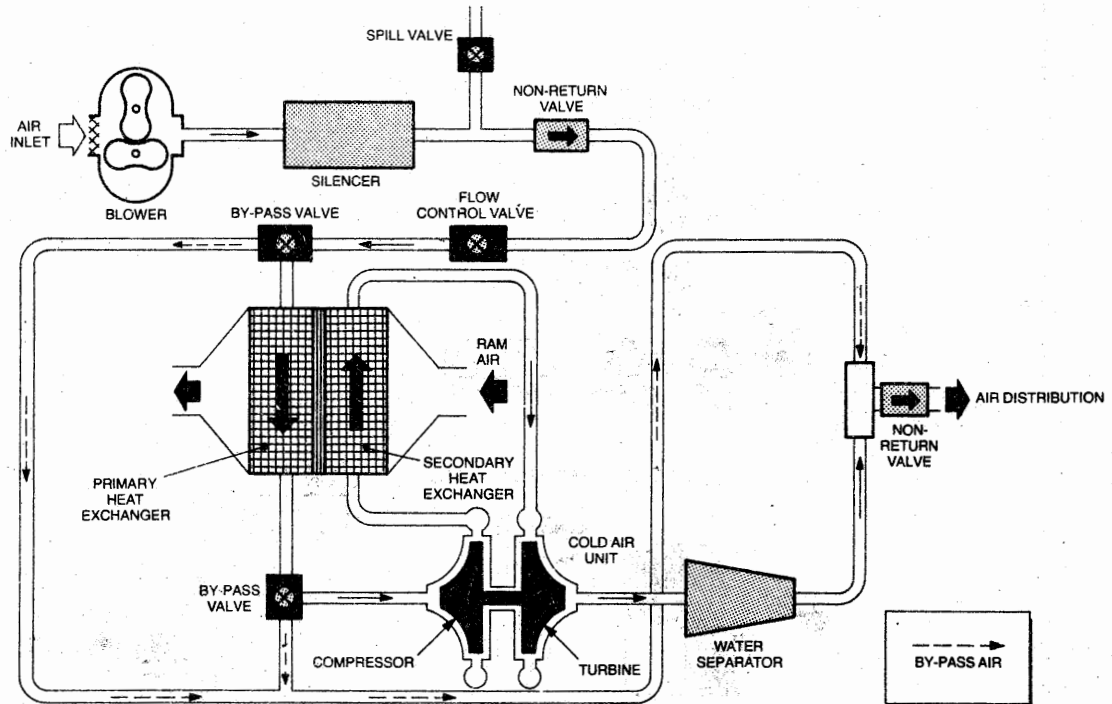 SPILL VALVE
NON-RETURN
VALVE
AIR
INLET
SILENCER
BLOWER
BY-PASS VALVE
FLOW
CONTROL VALVE
RAM
AIR
AIR DISTRIBUTION
NON-
RETURN
VALVE
PRIMARY
HEAT
EXCHANGER
SECONDARY
HEAT
EXCHANGER
COLD AIR
UNIT
BY-PASS
VALVE
COMPRESSOR
TURBINE
WATER
SEPARATOR
BY-PASS AIR